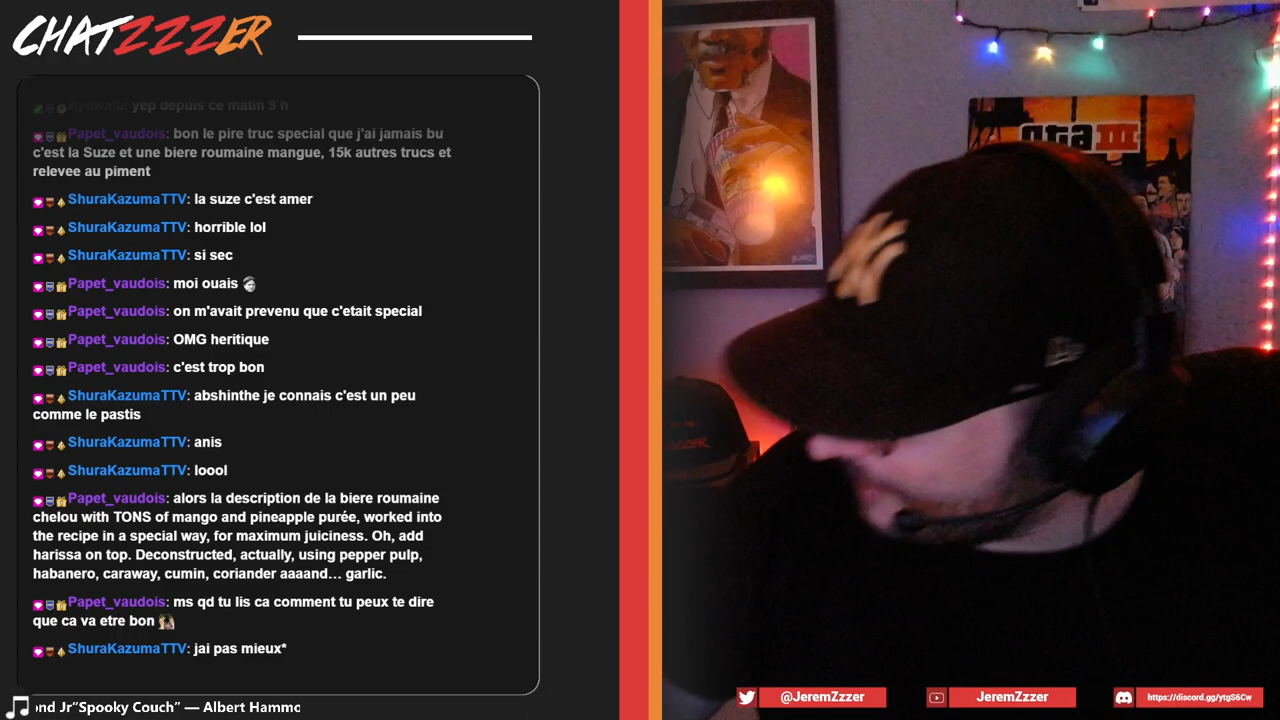 CHATZZZER
yep depuis ce matin 9 h
Papet_vaudois: bon le pire truc special que j'ai jamais bu
c'est la Suze et une biere roumaine mangue, 15k autres trucs et
relevee au piment
ShuraKazumaTTV: la suze c'est amer
ShuraKazumaTTV: horrible lol
ShuraKazumaTTV: si sec
Papet_vaudois: moi ouais
Papet_vaudois: on m'avait prevenu que c'etait special
Papet_vaudois: OMG heritique
Papet_vaudois: c'est trop bon
ShuraKazumaTTV: abshinthe je connais c'est un peu
comme le pastis
ShuraKazumaTTV: anis
ShuraKazumaTTV: loool
Papet_vaudois: alors la description de la biere roumaine
chelou with TONS of mango and pineapple purée, worked into
the recipe in a special way, for maximum juiciness. Oh, add
harissa on top. Deconstructed, actually, using pepper pulp,
habanero, caraway, cumin, coriander aaaand… garlic.
Papet_vaudois: ms qd tu lis ca comment tu peux te dire
que ca va etre bon
ShuraKazumaTTV: jai pas mieux*
ond Jr“Spooky Couch” — Albert Hammo
gta III
@JeremZzzer
JeremZzzer
https://discord.gg/ytgS6Cw